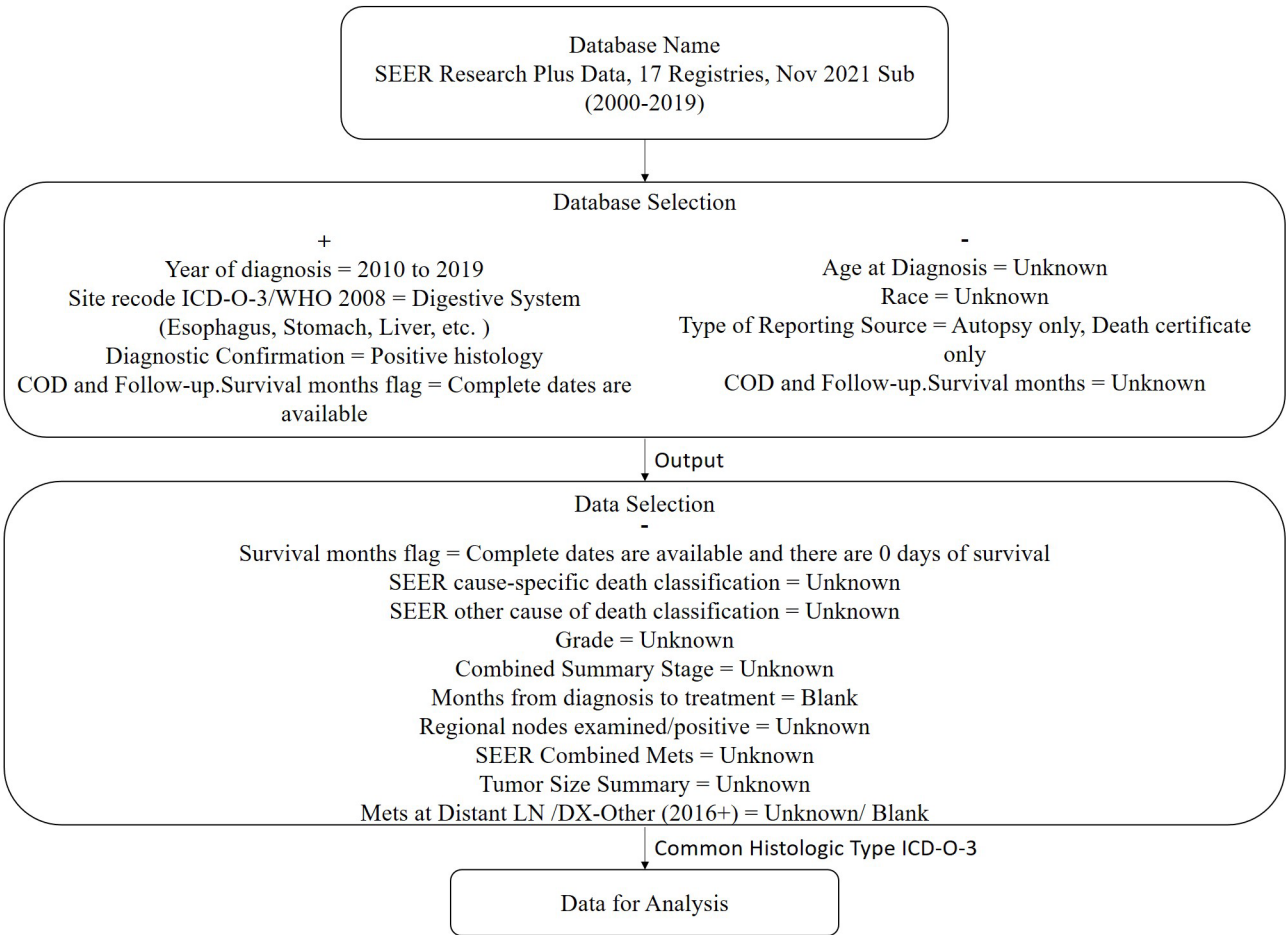 Database Name
SEER Research Plus Data, 17 Registries, Nov 2021 Sub
(2000-2019)
Database Selection
+
Year of diagnosis = 2010 to 2019
Site recode ICD-O-3/WHO 2008 = Digestive System
(Esophagus, Stomach, Liver, etc. )
Diagnostic Confirmation = Positive histology
COD and Follow-up.Survival months flag = Complete dates are
available
-
Age at Diagnosis = Unknown
Race = Unknown
Type of Reporting Source = Autopsy only, Death certificate
only
COD and Follow-up.Survival months = Unknown
Output
Data Selection
-
Survival months flag = Complete dates are available and there are 0 days of survival
SEER cause-specific death classification = Unknown
SEER other cause of death classification = Unknown
Grade = Unknown
Combined Summary Stage = Unknown
Months from diagnosis to treatment = Blank
Regional nodes examined/positive = Unknown
SEER Combined Mets = Unknown
Tumor Size Summary = Unknown
Mets at Distant LN /DX-Other (2016+) = Unknown/ Blank
Common Histologic Type ICD-O-3
Data for Analysis